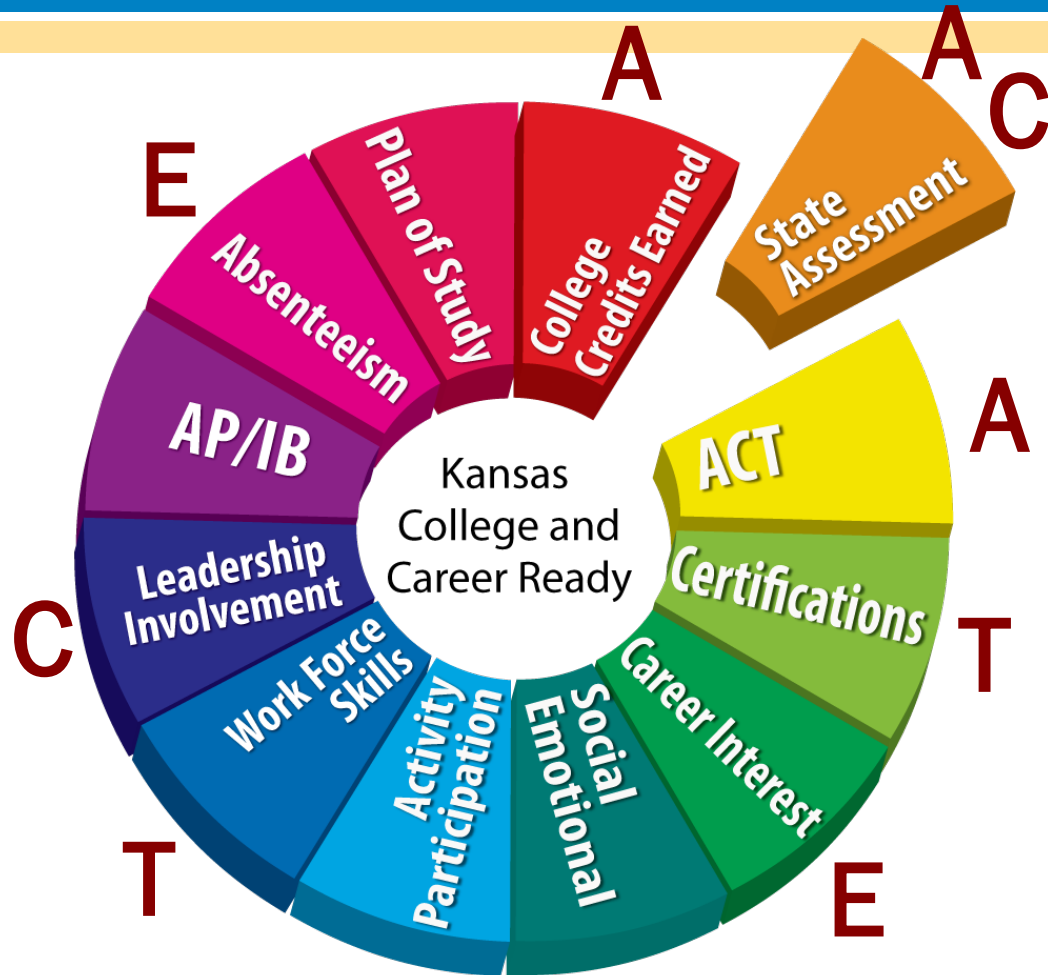 A
A
C
E
Plan of Study
College
Credits Earned
State
Assessment
Absenteeism
A
AP/IB
ACT
Kansas
College and
Career Ready
Leadership
Involvement
Certifications
C
T
Work Force
Skills
Career Interest
Activity
Participation
Social
Emotional
T
E